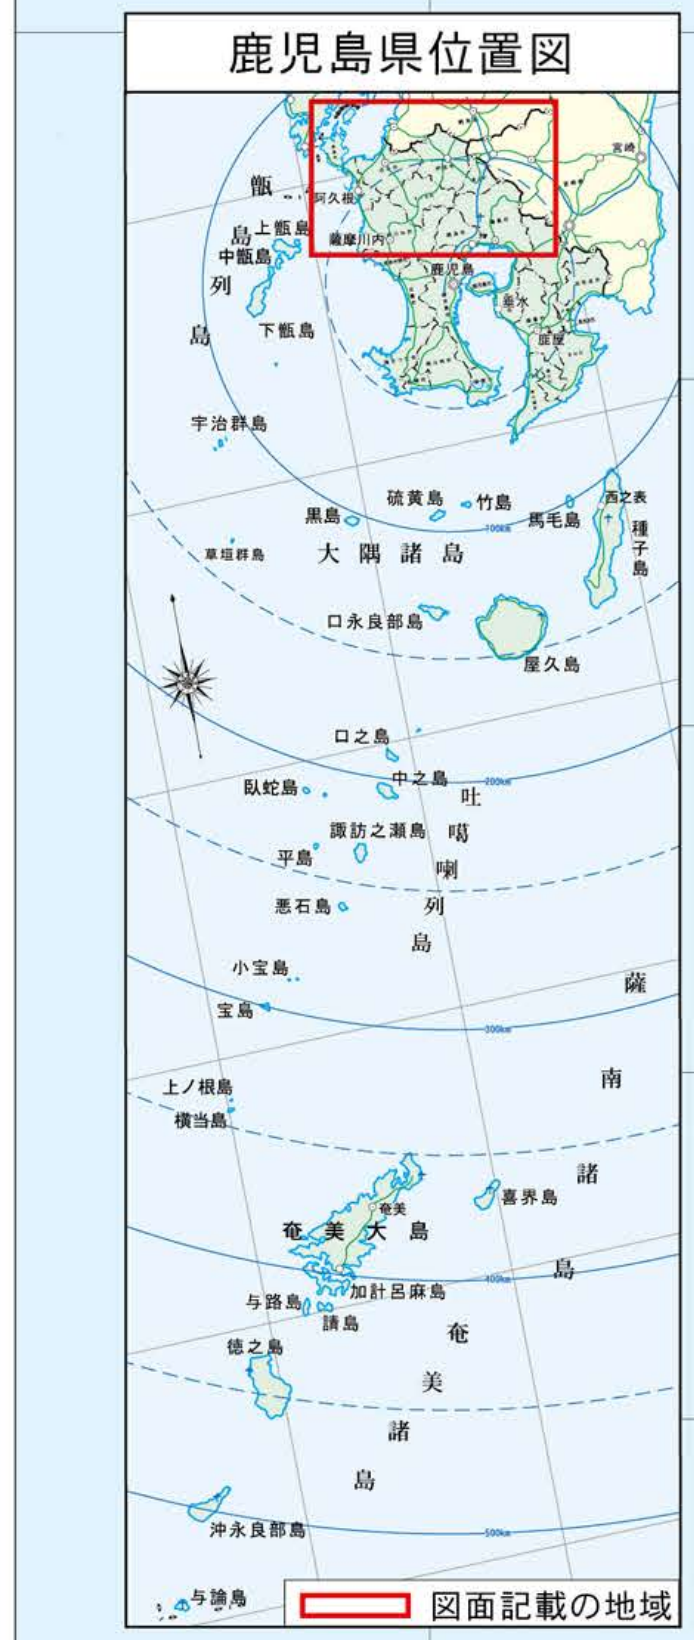 鹿児島県位置図
宮崎
甑島列島
阿久根
上甑島
薩摩川内
中甑島
鹿児島
垂水
下甑島
鹿屋
宇治群島
硫黄島
竹島
西之表
黒島
馬毛島
100km
種子島
草垣群島
大隅諸島
口永良部島
屋久島
口之島
中之島
200km
臥蛇島
吐噶喇列島
諏訪之瀬島
平島
悪石島
小宝島
宝島
300km
薩南諸島
上ノ根島
横当島
喜界島
奄美
奄美大島
400km
加計呂麻島
与路島
請島
奄美諸島
徳之島
沖永良部島
500km
与論島
図面記載の地域